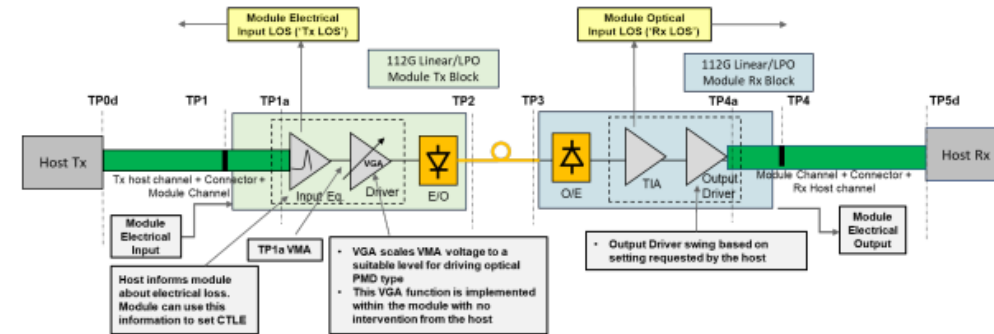 Module Electrical
Input LOS ('Tx LOS')
Module Optical
Input LOS ('Rx LOS')
112G Linear/LPO
Module Tx Block
112G Linear/LPO
Module Rx Block
TP0d
TP1
TP1a
TP2
TP3
TP4a
TP4
TP5d
Host Tx
VGA
Host Rx
Tx host channel + Connector +
Module Channel
Input Eq.
Driver
E/O
O/E
TIA
Output
Driver
Module Channel + Connector +
Rx Host channel
Module
Electrical
Input
TP1a VMA
Host informs module
about electrical loss.
Module can use this
information to set CTLE
• VGA scales VMA voltage to a
suitable level for driving optical
PMD type
• This VGA function is implemented
within the module with no
intervention from the host
• Output Driver swing based on
setting requested by the host
Module
Electrical
Output